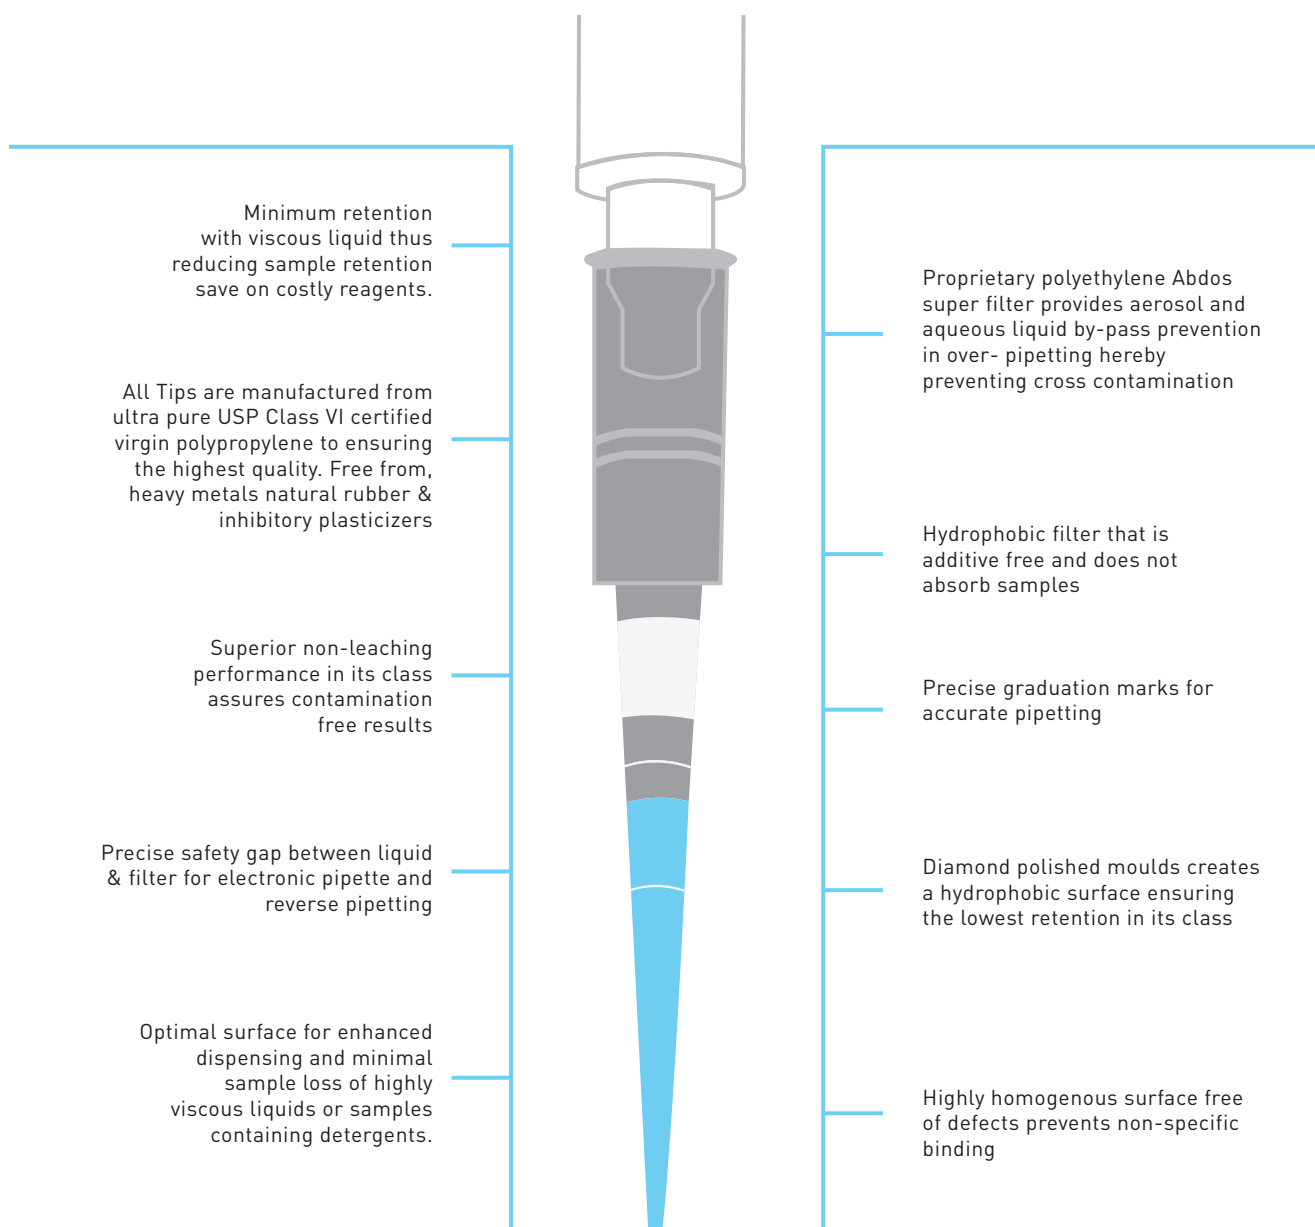 Minimum retention
with viscous liquid thus
reducing sample retention
save on costly reagents.
All Tips are manufactured from
ultra pure USP Class VI certified
virgin polypropylene to ensuring
the highest quality. Free from,
heavy metals natural rubber &
inhibitory plasticizers
Superior non-leaching
performance in its class
assures contamination
free results
Precise safety gap between liquid
& filter for electronic pipette and
reverse pipetting
Optimal surface for enhanced
dispensing and minimal
sample loss of highly
viscous liquids or samples
containing detergents.
Proprietary polyethylene Abdos
super filter provides aerosol and
aqueous liquid by-pass prevention
in over- pipetting hereby
preventing cross contamination
Hydrophobic filter that is
additive free and does not
absorb samples
Precise graduation marks for
accurate pipetting
Diamond polished moulds creates
a hydrophobic surface ensuring
the lowest retention in its class
Highly homogenous surface free
of defects prevents non-specific
binding